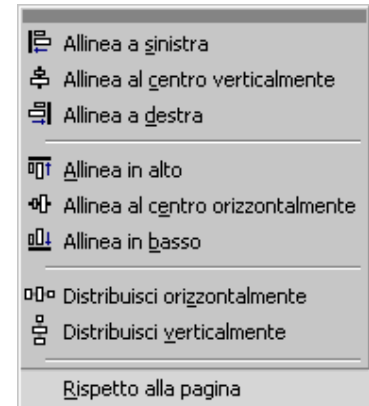 Allinea a sinistra
Allinea al centro verticalmente
Allinea a destra
Allinea in alto
Allinea al centro orizzontalmente
Allinea in basso
Distribuisci orizzontalmente
Distribuisci verticalmente
Rispetto alla pagina